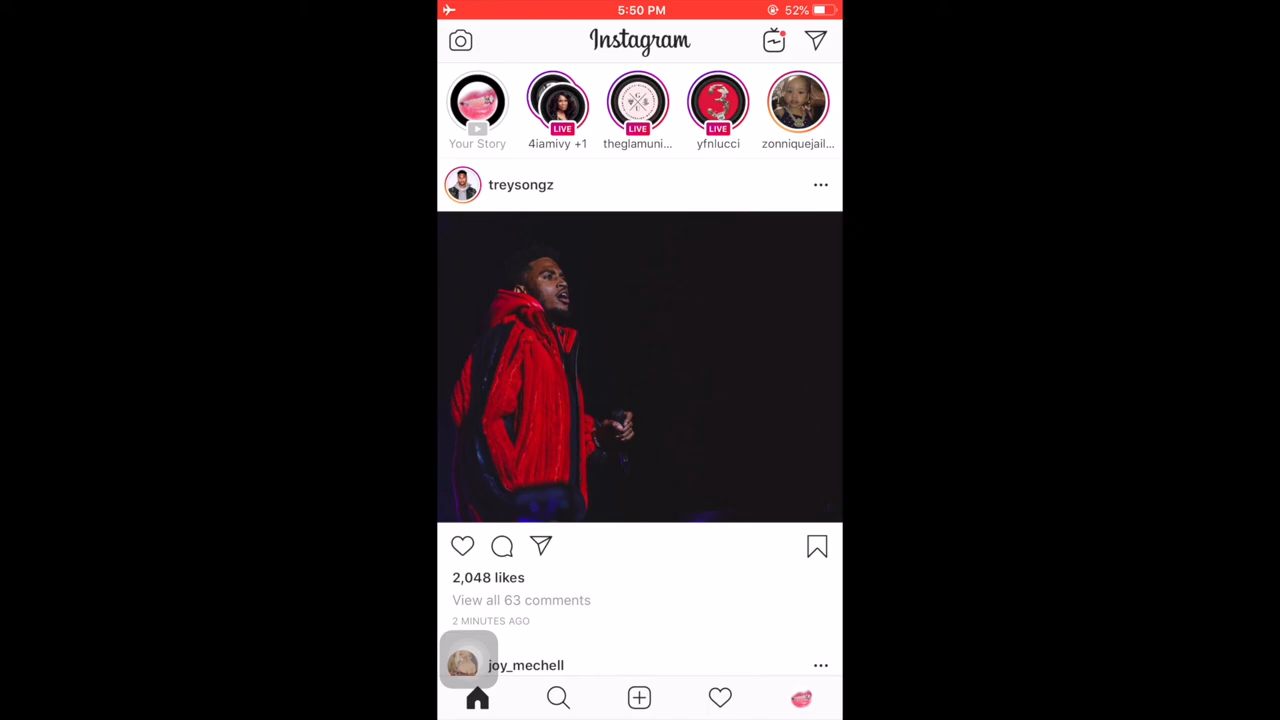 5:50 PM
52%
Instagram
LIVE
LIVE
LIVE
Your Story
4iamivy +1
theglamuni...
yfnlucci
zonniquejail...
treysongz
2,048 likes
View all 63 comments
2 MINUTES AGO
joy_mechell